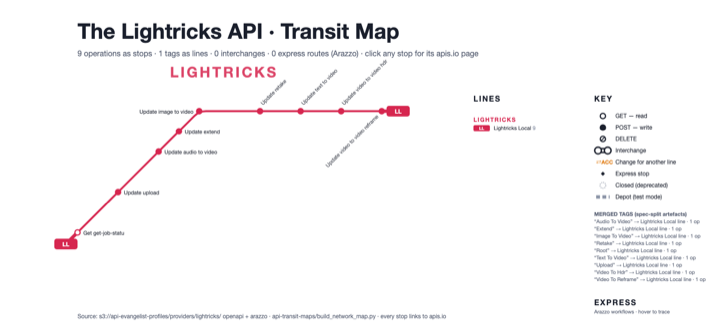 The Lightricks API · Transit Map
9 operations as stops · 1 tags as lines · 0 interchanges · 0 express routes (Arazzo) · click any stop for its apis.io page
LIGHTRICKS
Update retake
Update text to video
Update video to video hdr
Update image to video
LL
Update video to video reframe
Update extend
Update audio to video
Update upload
Get get-job-statu
LL
LINES
LIGHTRICKS
LL Lightricks Local 9
KEY
GET — read
POST — write
DELETE
Interchange
Change for another line
Express stop
Closed (deprecated)
Depot (test mode)
MERGED TAGS (spec-split artefacts)
"Audio To Video" → Lightricks Local line · 1 op
"Extend" → Lightricks Local line · 1 op
"Image To Video" → Lightricks Local line · 1 op
"Retake" → Lightricks Local line · 1 op
"Root" → Lightricks Local line · 1 op
"Text To Video" → Lightricks Local line · 1 op
"Upload" → Lightricks Local line · 1 op
"Video To Hdr" → Lightricks Local line · 1 op
"Video To Reframe" → Lightricks Local line · 1 op
EXPRESS
Arazzo workflows · hover to trace
Source: s3://api-evangelist-profiles/providers/lightricks/ openapi + arazzo · api-transit-maps/build_network_map.py · every stop links to apis.io